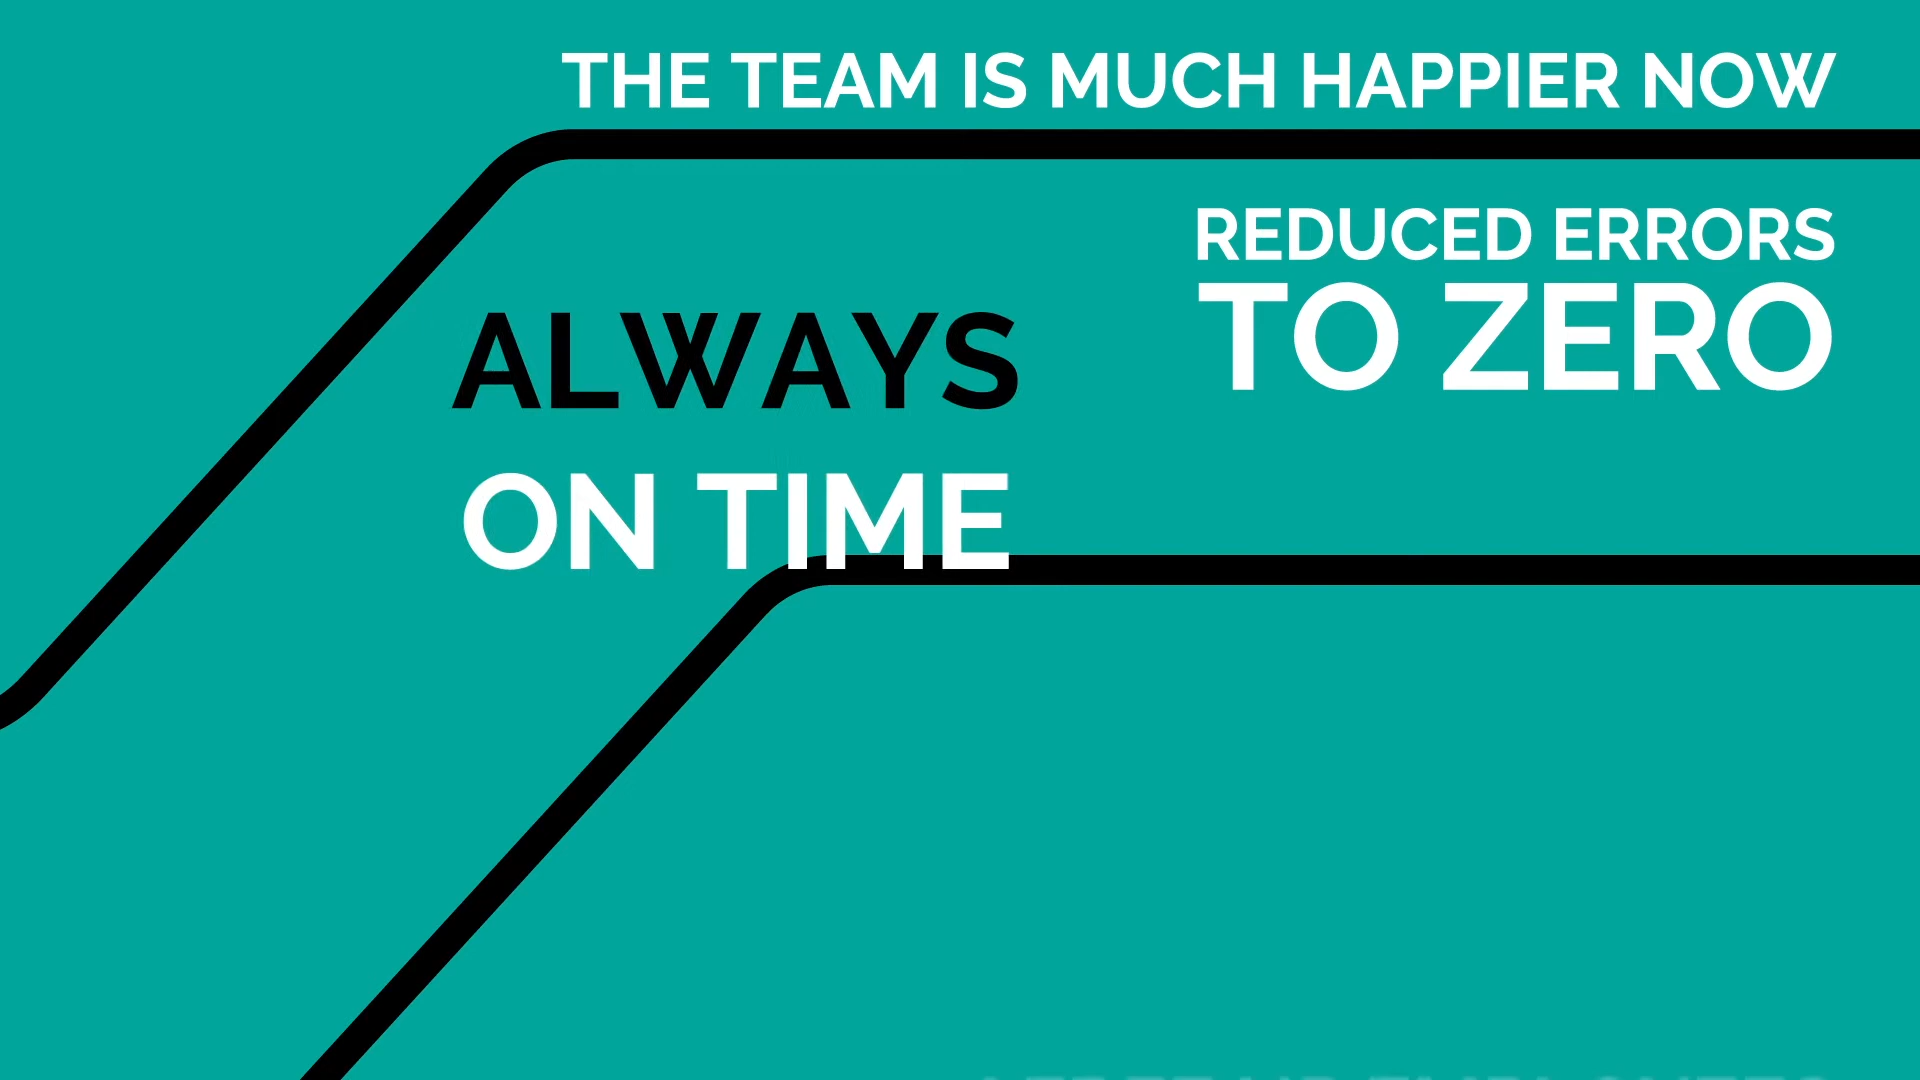 THE TEAM IS MUCH HAPPIER NOW
REDUCED ERRORS
TO ZERO
ALWAYS
ON TIME